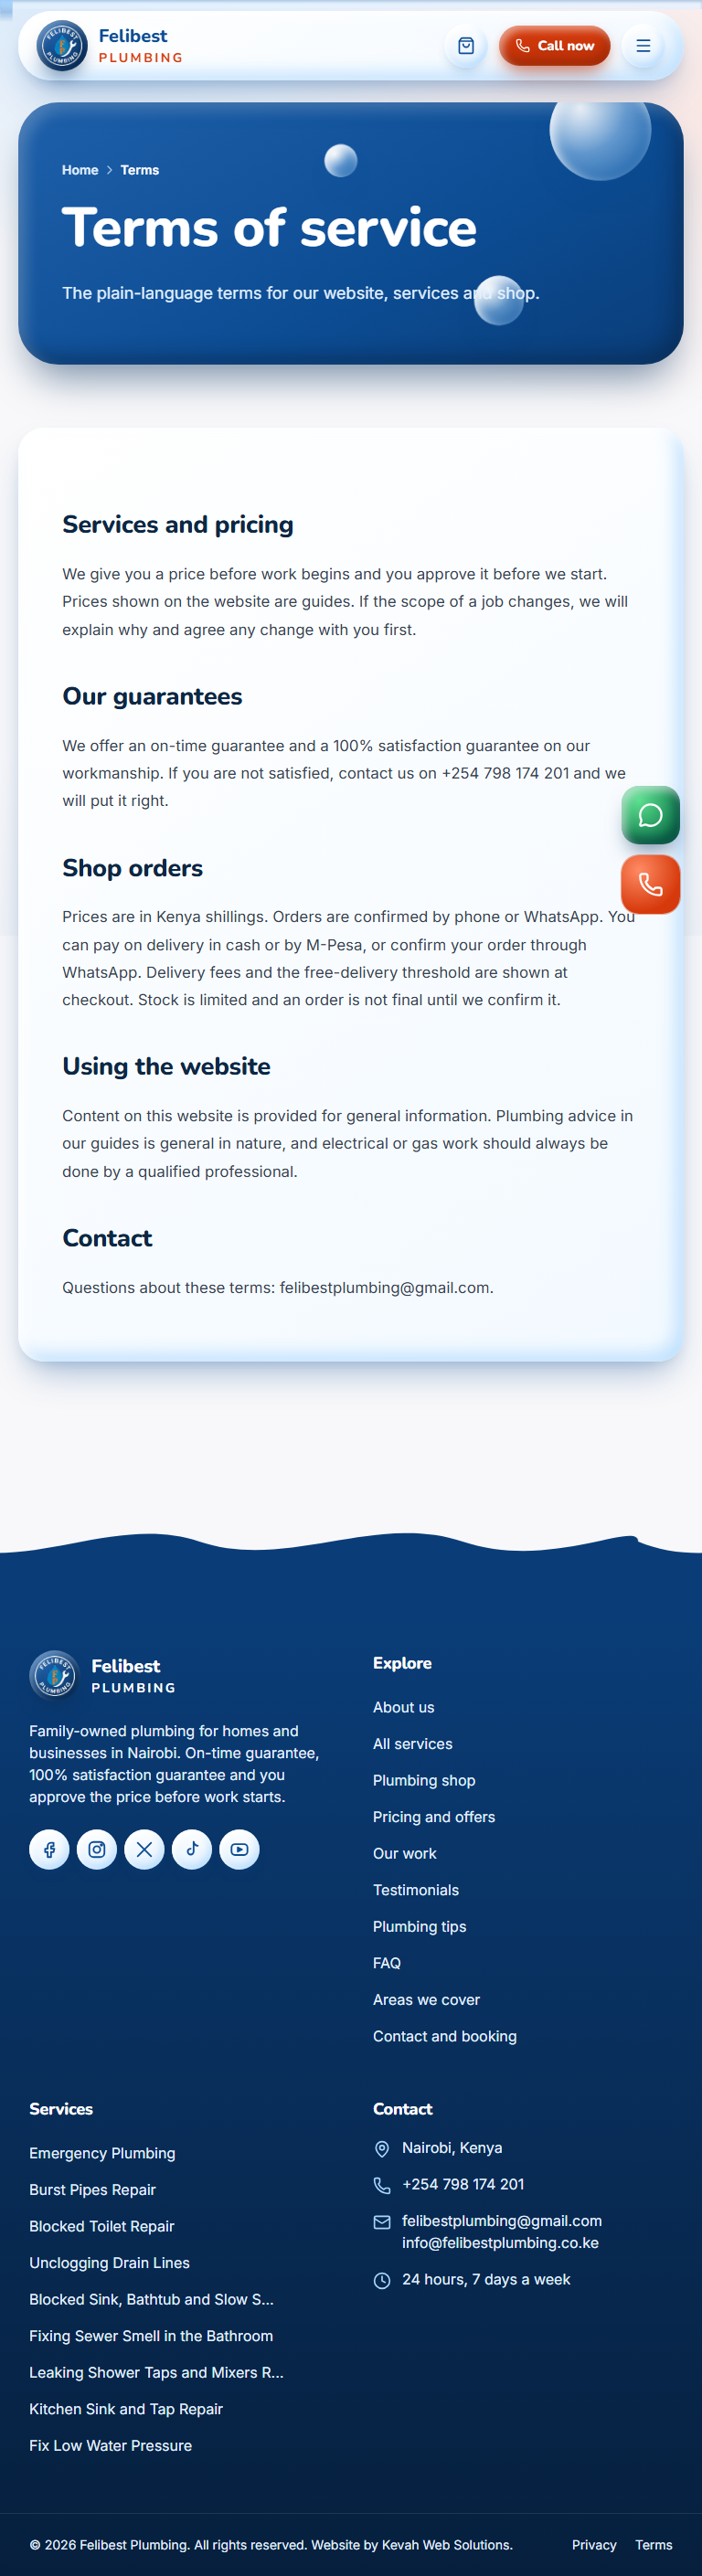 FELIBEST
PLUMBING
Felibest
PLUMBING
Call now
Home > Terms
Terms of service
The plain-language terms for our website, services and shop.
Services and pricing
We give you a price before work begins and you approve it before we start.
Prices shown on the website are guides. If the scope of a job changes, we will
explain why and agree any change with you first.
Our guarantees
We offer an on-time guarantee and a 100% satisfaction guarantee on our
workmanship. If you are not satisfied, contact us on +254 798 174 201 and we
will put it right.
Shop orders
Prices are in Kenya shillings. Orders are confirmed by phone or WhatsApp. You
can pay on delivery in cash or by M-Pesa, or confirm your order through
WhatsApp. Delivery fees and the free-delivery threshold are shown at
checkout. Stock is limited and an order is not final until we confirm it.
Using the website
Content on this website is provided for general information. Plumbing advice in
our guides is general in nature, and electrical or gas work should always be
done by a qualified professional.
Contact
Questions about these terms: felibestplumbing@gmail.com.
FELIBEST
PLUMBING
Felibest
PLUMBING
Family-owned plumbing for homes and
businesses in Nairobi. On-time guarantee,
100% satisfaction guarantee and you
approve the price before work starts.
Explore
About us
All services
Plumbing shop
Pricing and offers
Our work
Testimonials
Plumbing tips
FAQ
Areas we cover
Contact and booking
Services
Emergency Plumbing
Burst Pipes Repair
Blocked Toilet Repair
Unclogging Drain Lines
Blocked Sink, Bathtub and Slow S...
Fixing Sewer Smell in the Bathroom
Leaking Shower Taps and Mixers R...
Kitchen Sink and Tap Repair
Fix Low Water Pressure
Contact
Nairobi, Kenya
+254 798 174 201
felibestplumbing@gmail.com
info@felibestplumbing.co.ke
24 hours, 7 days a week
© 2026 Felibest Plumbing. All rights reserved. Website by Kevah Web Solutions.
Privacy Terms